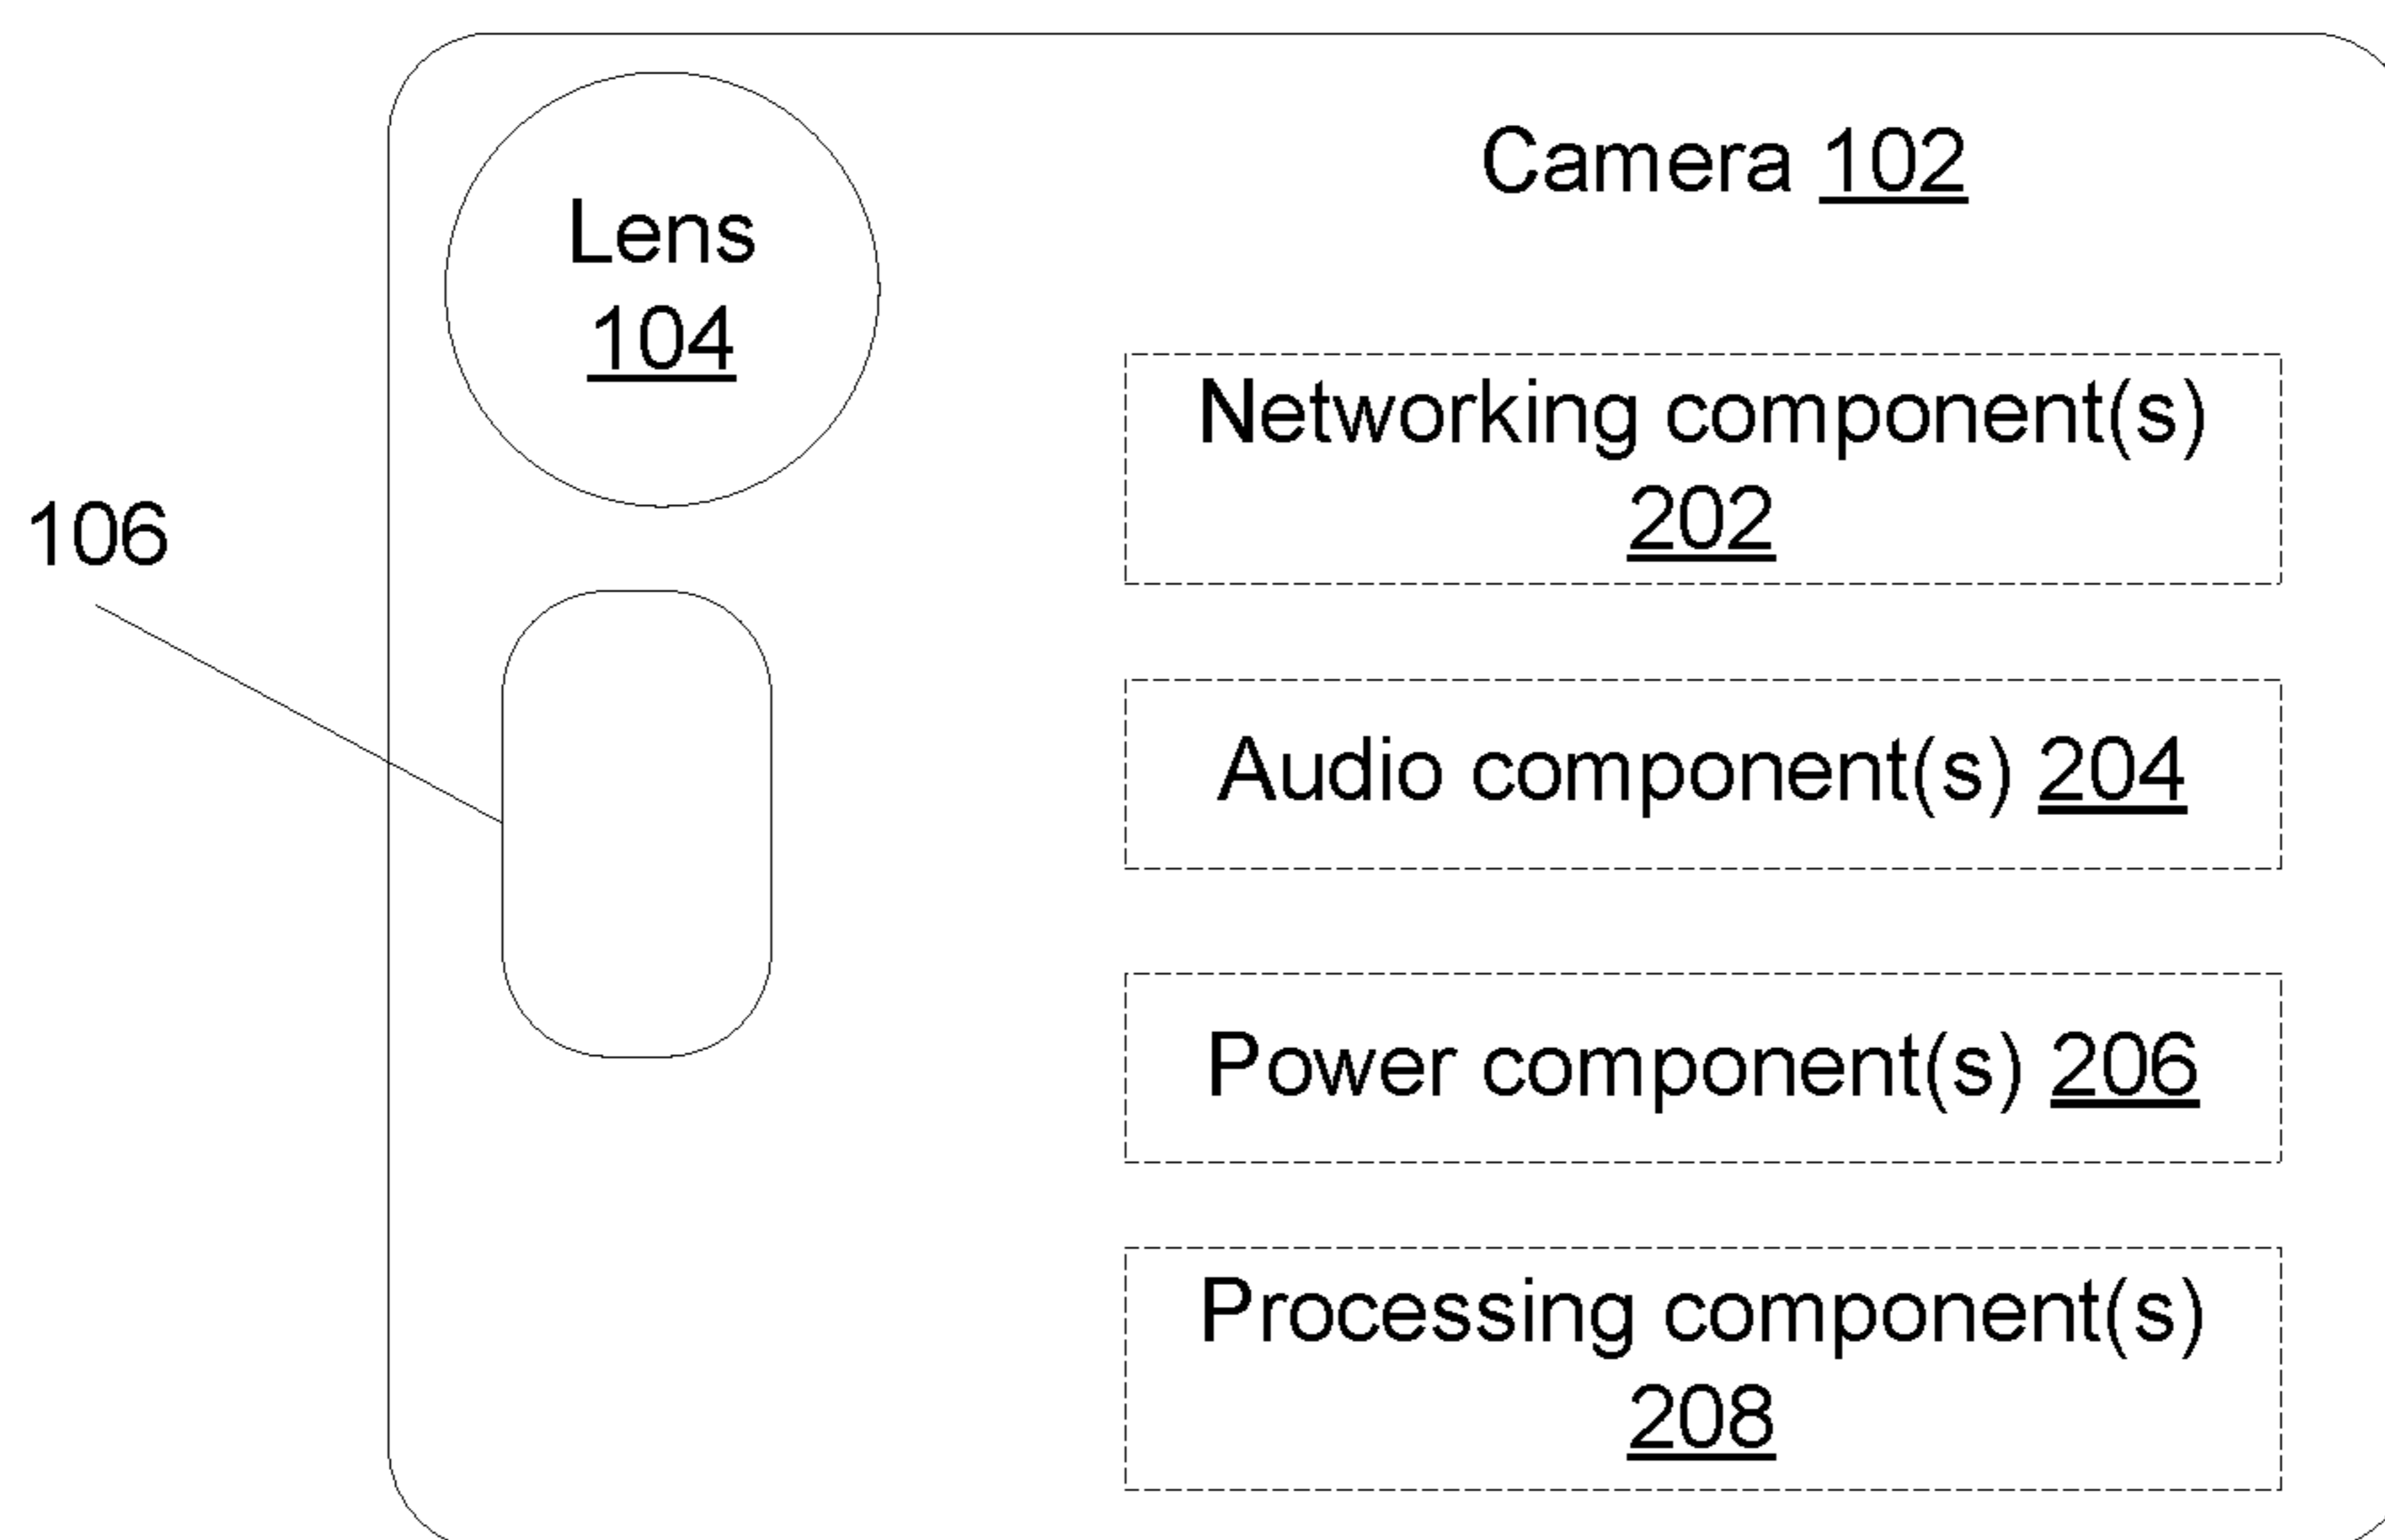 Camera 102
Lens
104
Networking component(s)
202
106
Audio component(s) 204
Power component(s) 206
Processing component(s)
208